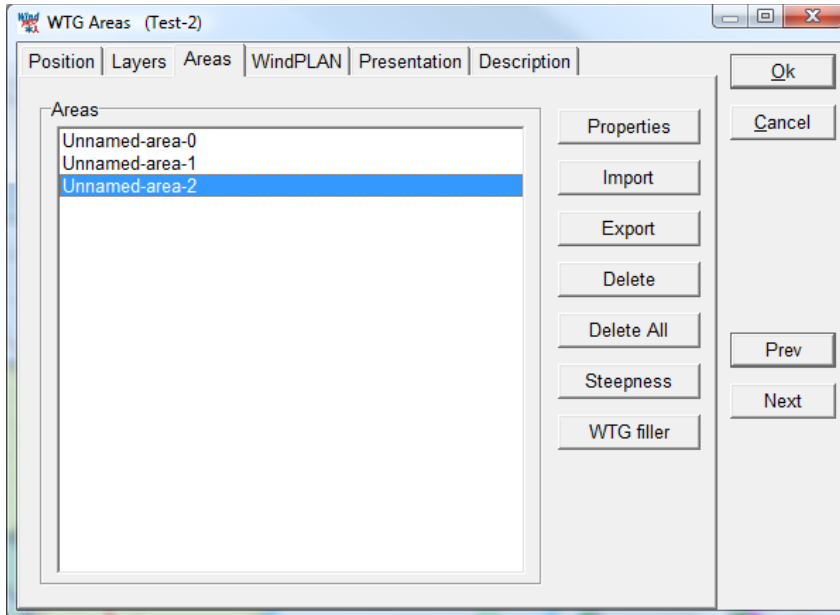 WTG Areas (Test-2)
Position Layers Areas WindPLAN Presentation Description
Areas
Unnamed-area-0
Unnamed-area-1
Unnamed-area-2
Properties
Import
Export
Delete
Delete All
Steepness
WTG filler
Ok
Cancel
Prev
Next